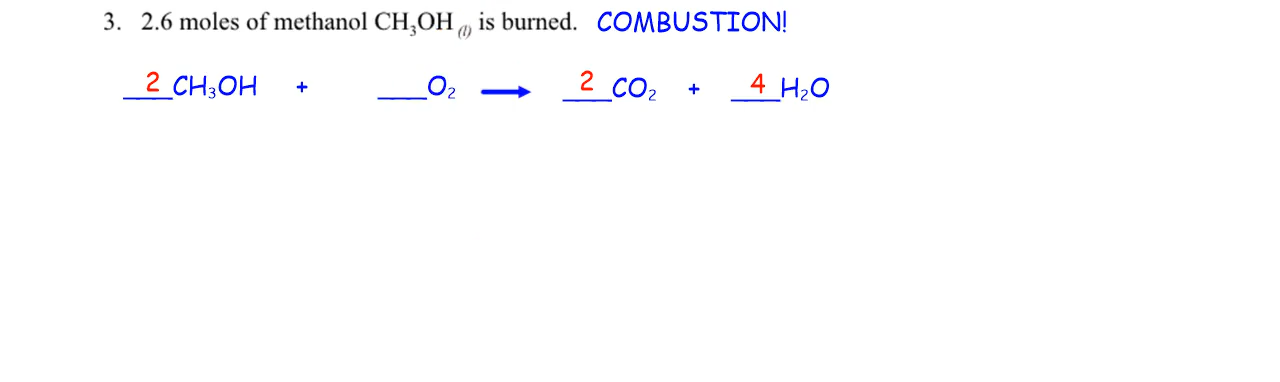 3. 2.6 moles of methanol CH₃OH (l) is burned. COMBUSTION!
2 CH₃OH + ___O₂ → 2 CO₂ + 4 H₂O